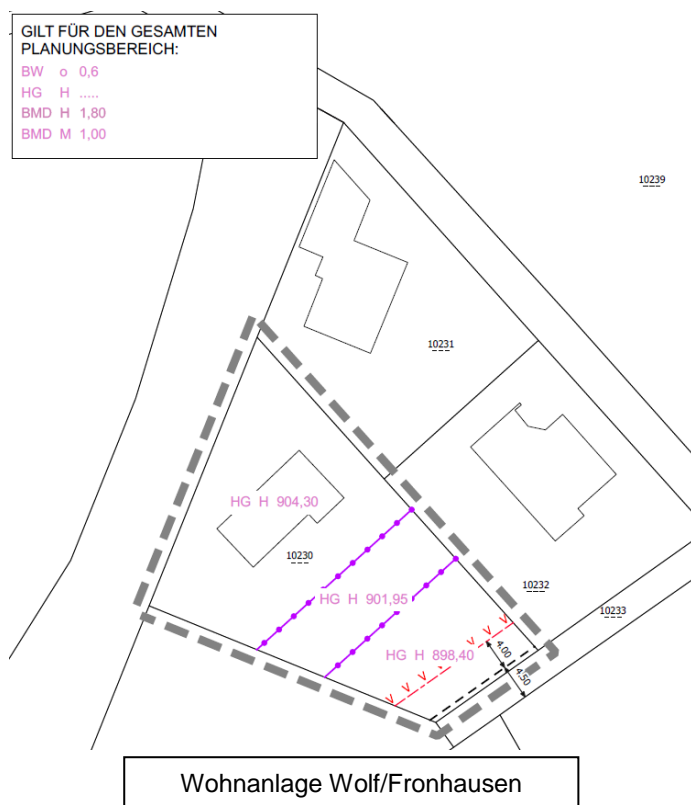 GILT FÜR DEN GESAMTEN
PLANUNGSBEREICH:
BW o 0,6
HG H .....
BMD H 1,80
BMD M 1,00
10239
10231
HG H 904,30
10230
10232
HG H 901,95
10233
HG H 898,40
4.00
4.50
Wohnanlage Wolf/Fronhausen